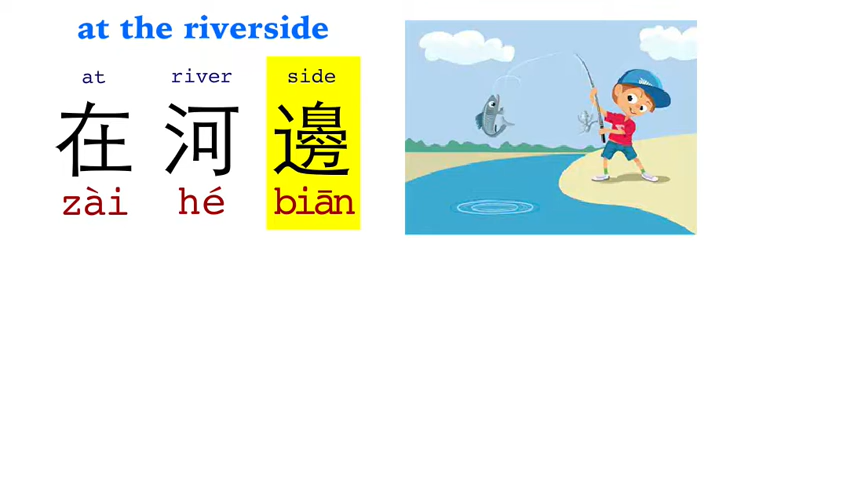 at the riverside
at river side
在 河 邊
zài hé biān